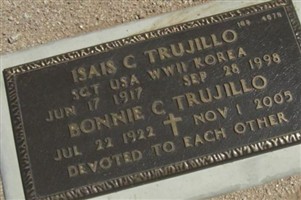 ISAIS C TRUJILLO
SGT USA WWII KOREA
JUN 17 1917 SEP 28 1998
BONNIE C TRUJILLO
JUL 22 1922 NOV 1 2005
DEVOTED TO EACH OTHER